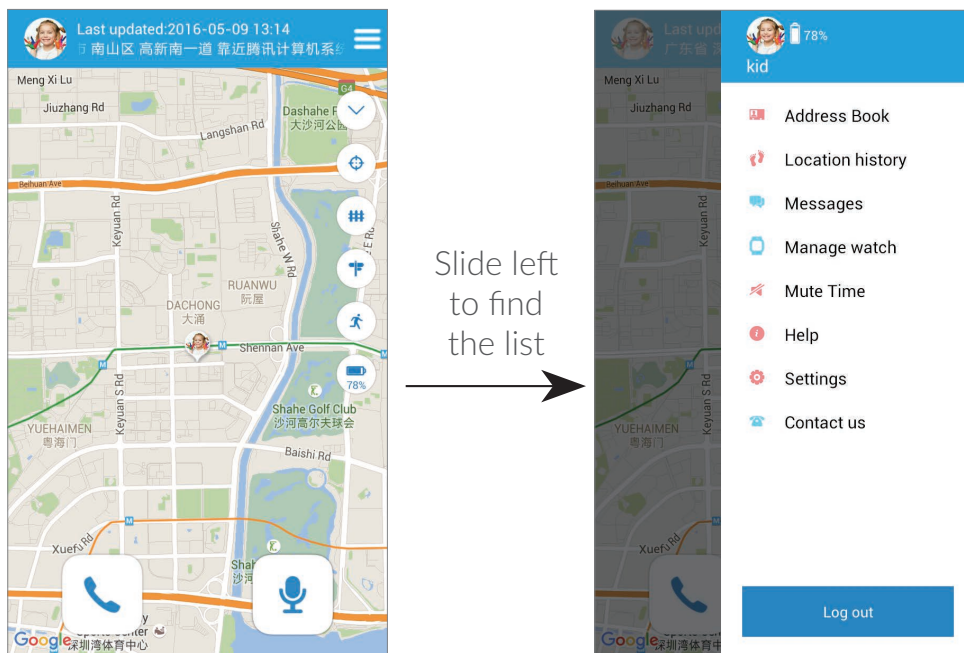 Last updated:2016-05-09 13:14
南山区 高新南一道 靠近腾讯计算机系
Meng Xi Lu
Jiuzhang Rd
Langshan Rd
G4
Dashahe
大沙河公园
Beihuan Ave
Keyuan Rd
Shahe W Rd
E Rd
RUANWU
阮屋
DACHONG
大涌
M
M
M
Shennan Ave
78%
Keyuan S Rd
Shahe Golf Club
沙河高尔夫球会
YUEHAIMEN
粤海门
Baishi Rd
M
Xuefu Rd
Google
深圳湾体育中心
Slide left
to find
the list
Last upd
广东省
Meng Xi Lu
Jiuzhang Rd
Beihuan Ave
Keyuan Rd
DACHONG
大涌
M
Keyuan S Rd
YUEHAIMEN
粤海门
M
Xuefu Rd
Google
深圳湾体育中
78%
kid
Address Book
Location history
Messages
Manage watch
Mute Time
Help
Settings
Contact us
Log out